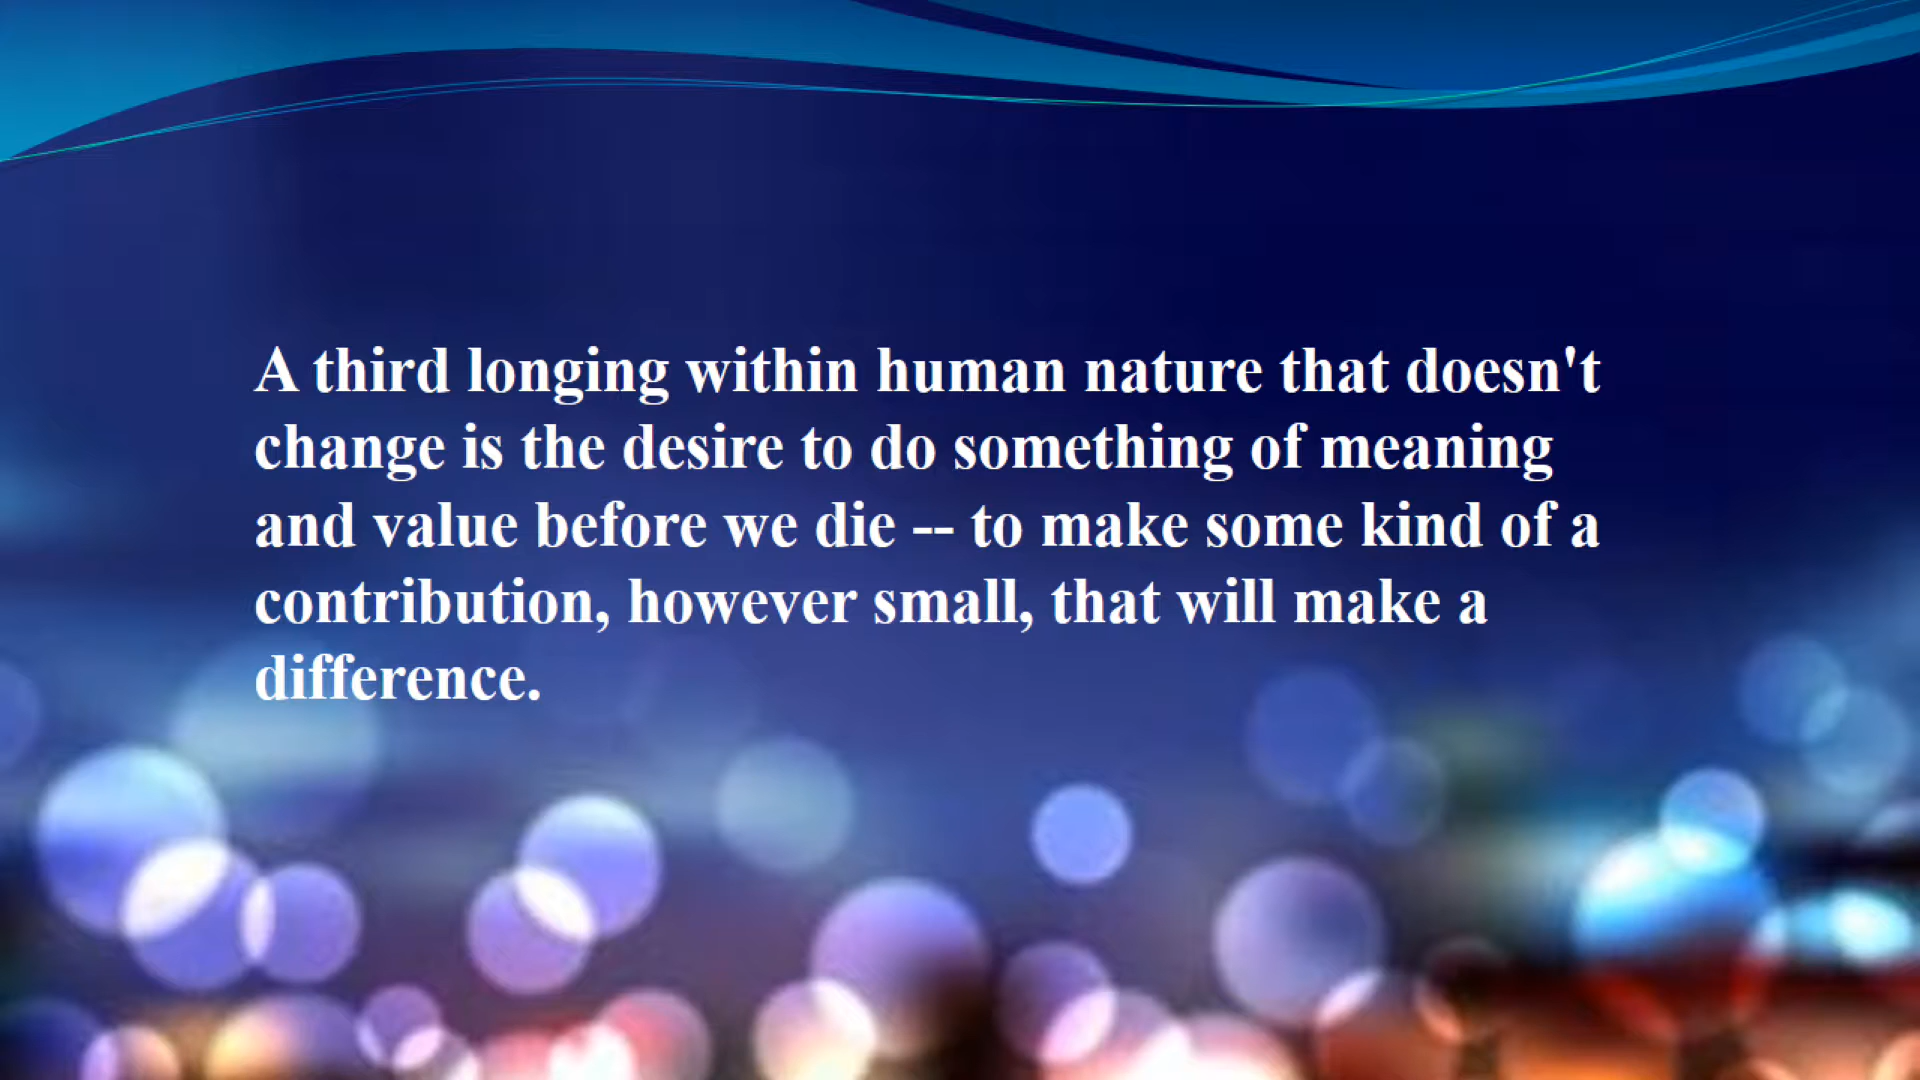 A third longing within human nature that doesn't
change is the desire to do something of meaning
and value before we die -- to make some kind of a
contribution, however small, that will make a
difference.